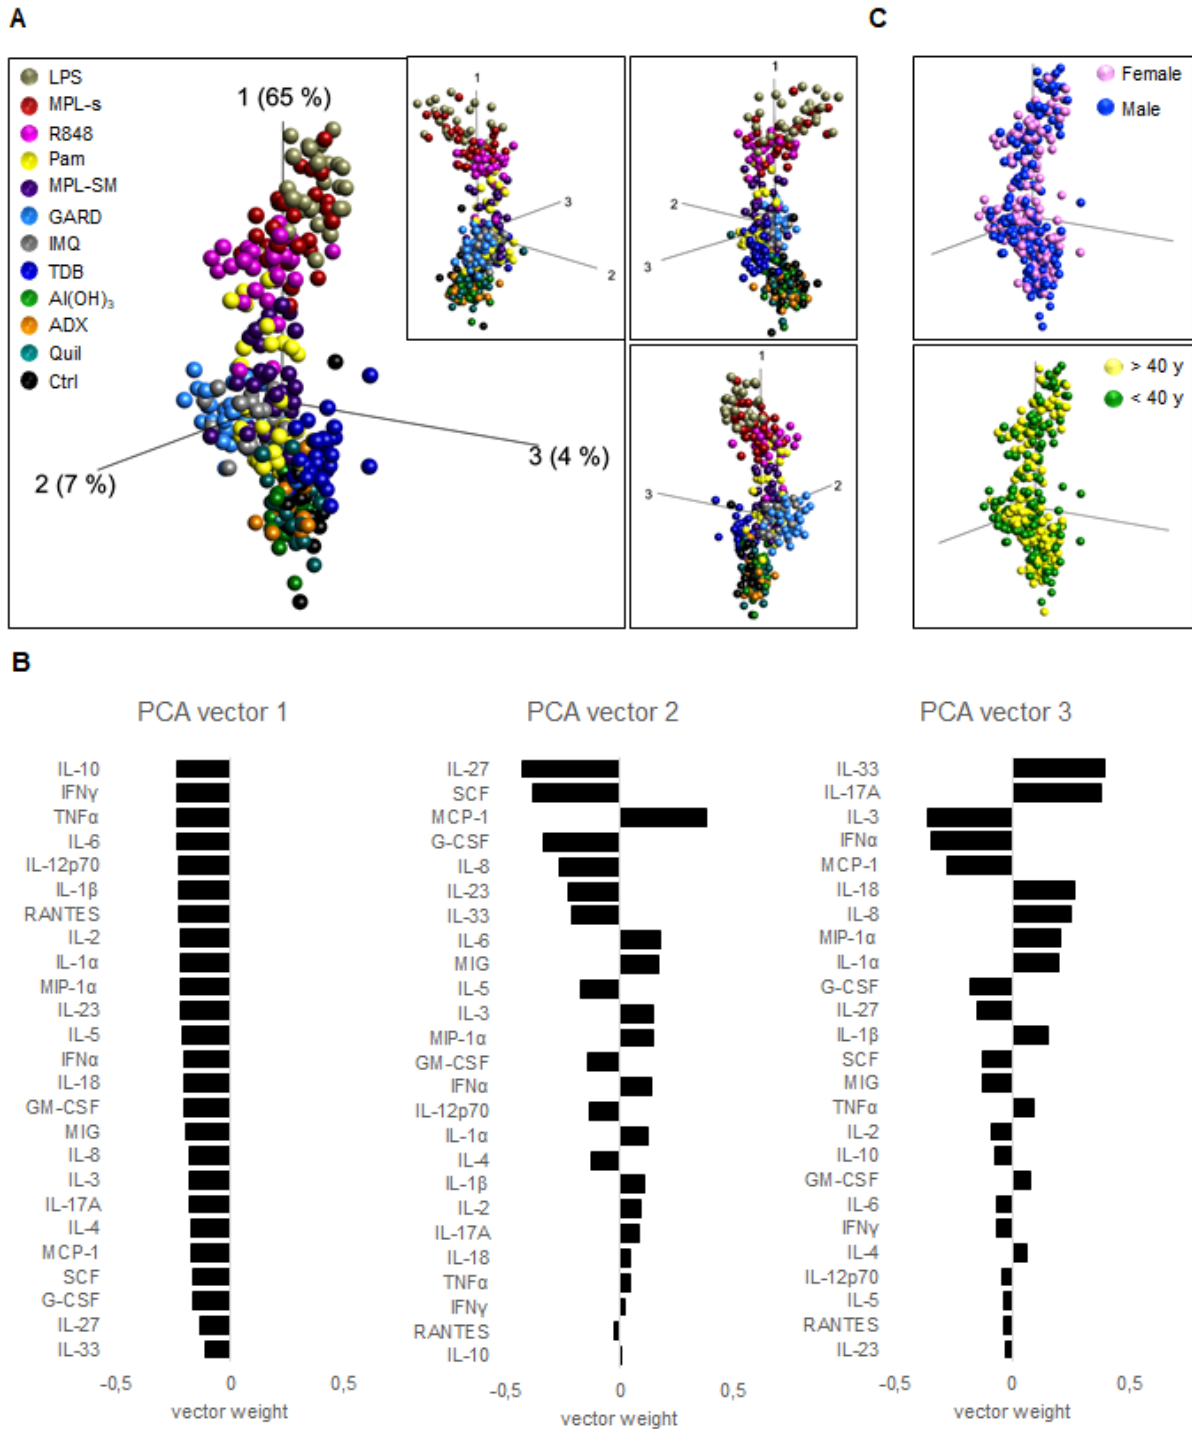 A
C
LPS
MPL-s
R848
Pam
MPL-SM
GARD
IMQ
TDB
Al(OH)₃
ADX
Quil
Ctrl
1 (65 %)
2 (7 %)
3 (4 %)
1
3
2
1
2
3
1
3
2
Female
Male
> 40 y
< 40 y
B
PCA vector 1
IL-10
IFNγ
TNFα
IL-6
IL-12p70
IL-1β
RANTES
IL-2
IL-1α
MIP-1α
IL-23
IL-5
IFNα
IL-18
GM-CSF
MIG
IL-8
IL-3
IL-17A
IL-4
MCP-1
SCF
G-CSF
IL-27
IL-33
-0,5 0 0,5
vector weight
PCA vector 2
IL-27
SCF
MCP-1
G-CSF
IL-8
IL-23
IL-33
IL-6
MIG
IL-5
IL-3
MIP-1α
GM-CSF
IFNα
IL-12p70
IL-1α
IL-4
IL-1β
IL-2
IL-17A
IL-18
TNFα
IFNγ
RANTES
IL-10
-0,5 0 0,5
vector weight
PCA vector 3
IL-33
IL-17A
IL-3
IFNα
MCP-1
IL-18
IL-8
MIP-1α
IL-1α
G-CSF
IL-27
IL-1β
SCF
MIG
TNFα
IL-2
IL-10
GM-CSF
IL-6
IFNγ
IL-4
IL-12p70
IL-5
RANTES
IL-23
-0,5 0 0,5
vector weight